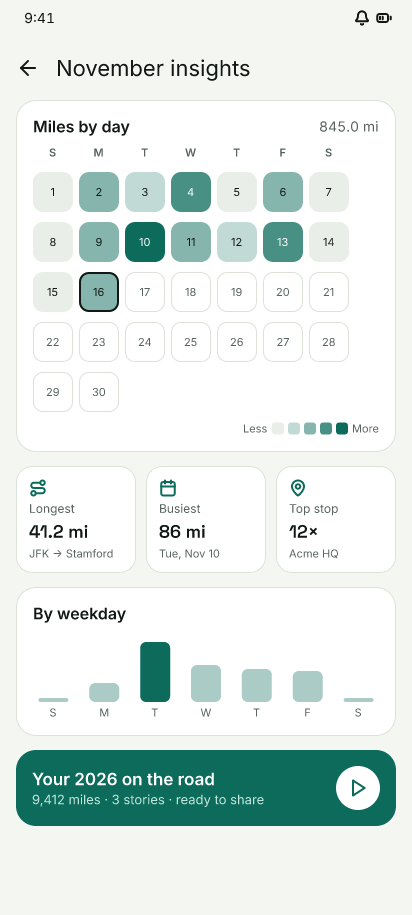 9:41
November insights
Miles by day
845.0 mi
S M T W T F S
1 2 3 4 5 6 7
8 9 10 11 12 13 14
15 16 17 18 19 20 21
22 23 24 25 26 27 28
29 30
Less More
Longest
41.2 mi
JFK → Stamford
Busiest
86 mi
Tue, Nov 10
Top stop
12×
Acme HQ
By weekday
S M T W T F S
Your 2026 on the road
9,412 miles · 3 stories · ready to share